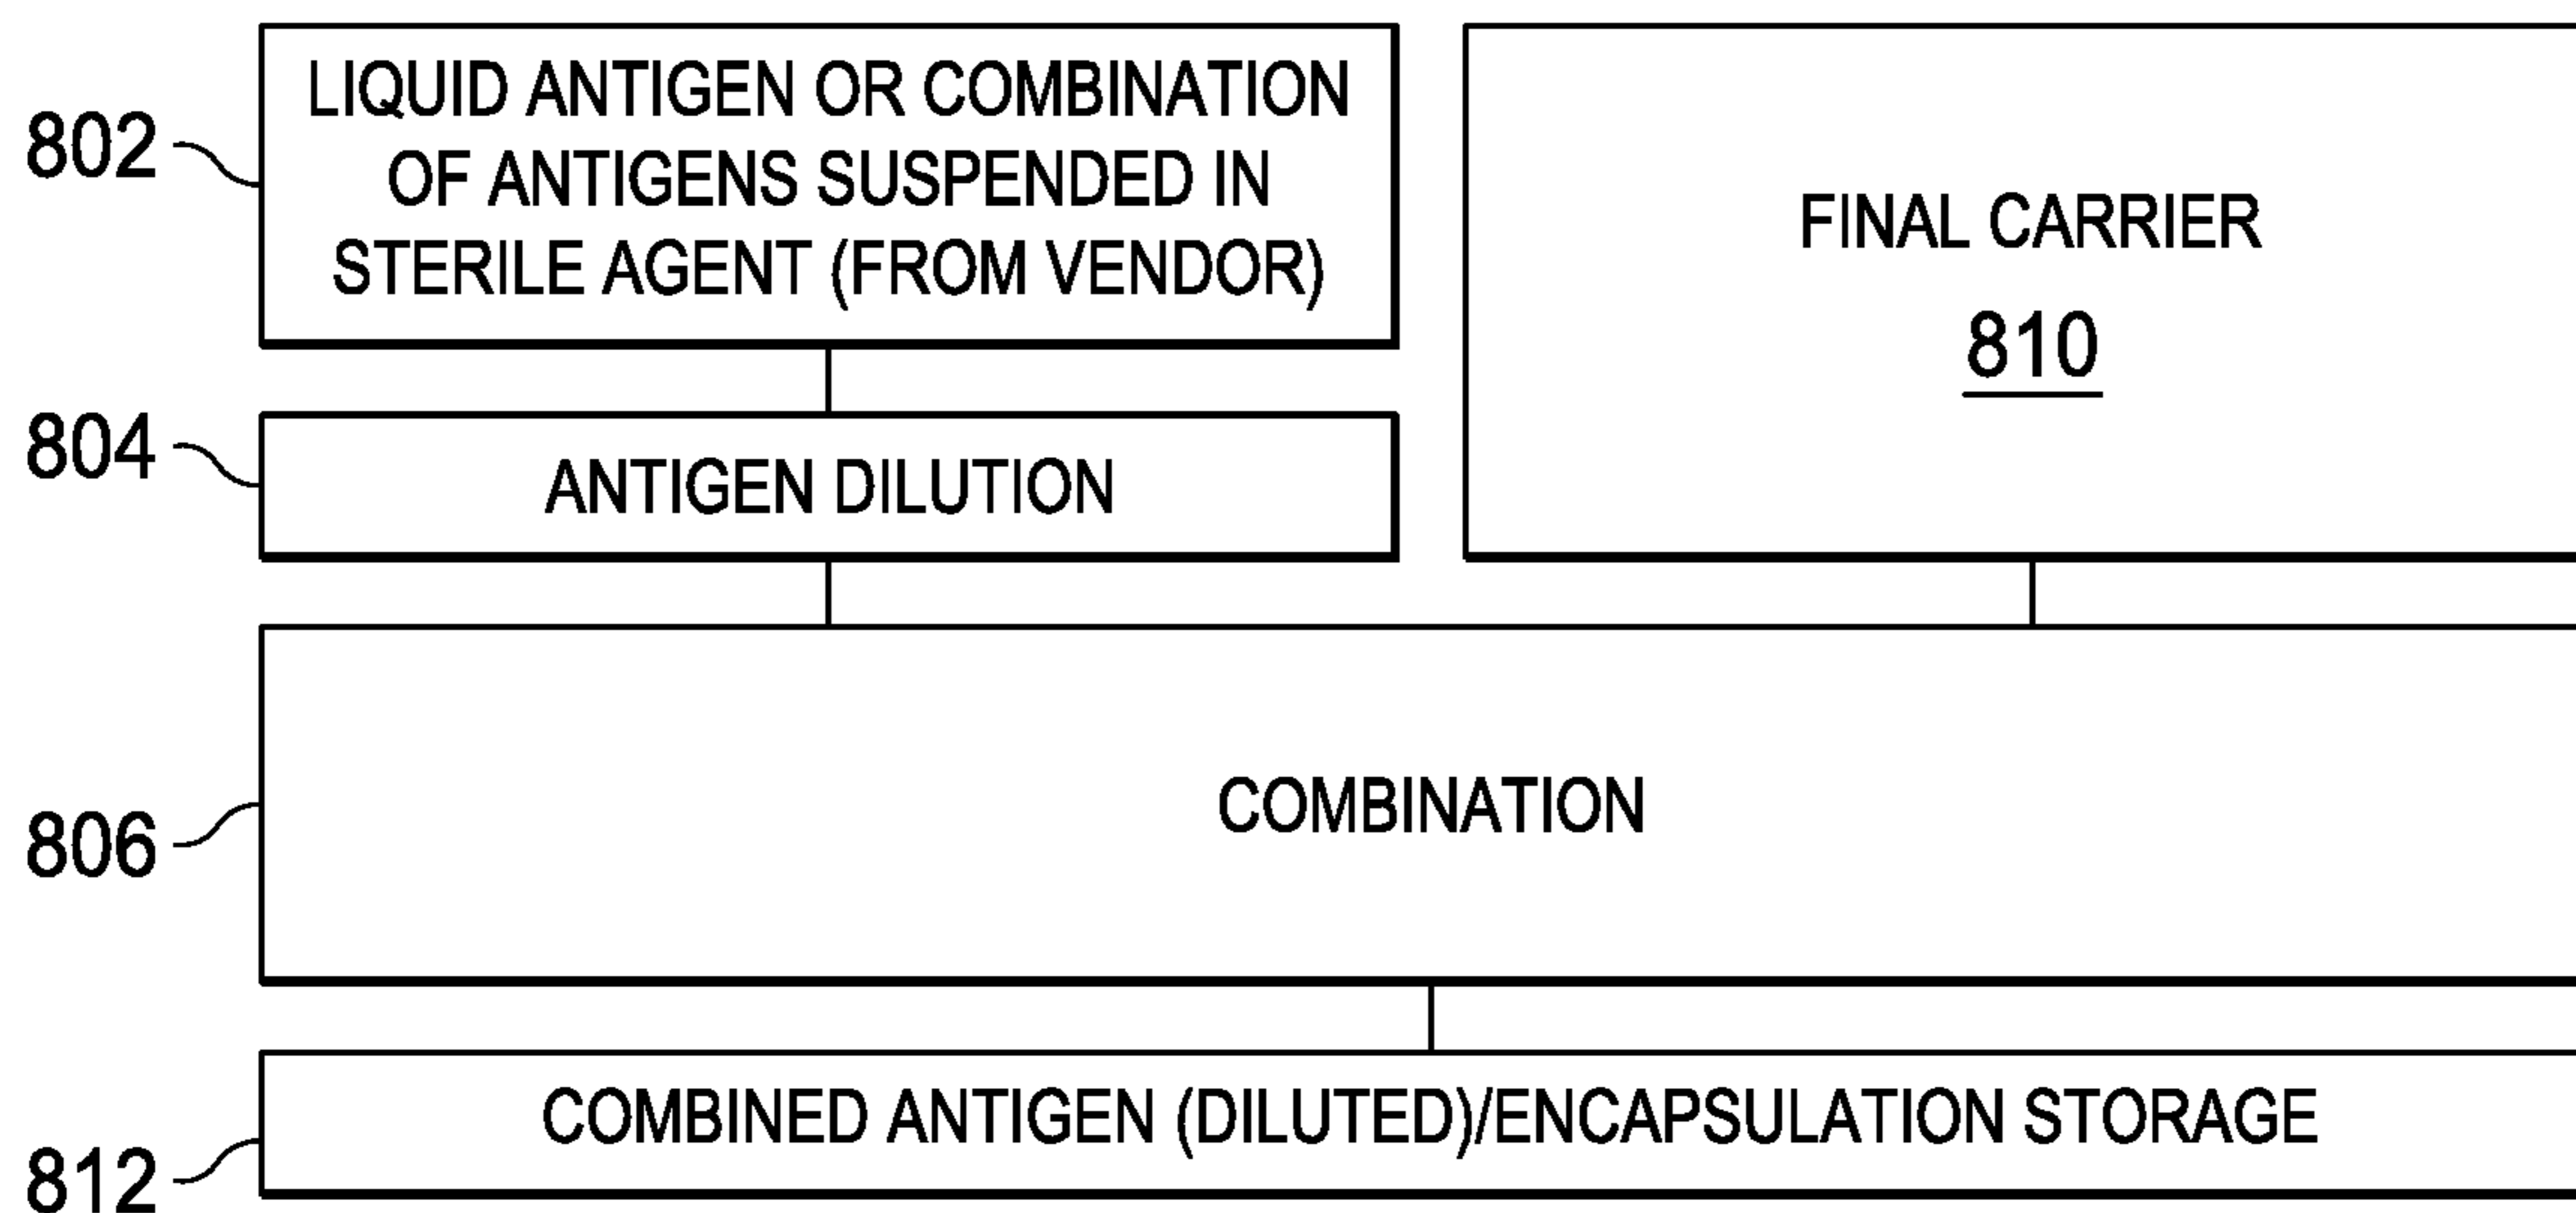 802
LIQUID ANTIGEN OR COMBINATION
OF ANTIGENS SUSPENDED IN
STERILE AGENT (FROM VENDOR)
FINAL CARRIER
810
804
ANTIGEN DILUTION
806
COMBINATION
812
COMBINED ANTIGEN (DILUTED)/ENCAPSULATION STORAGE